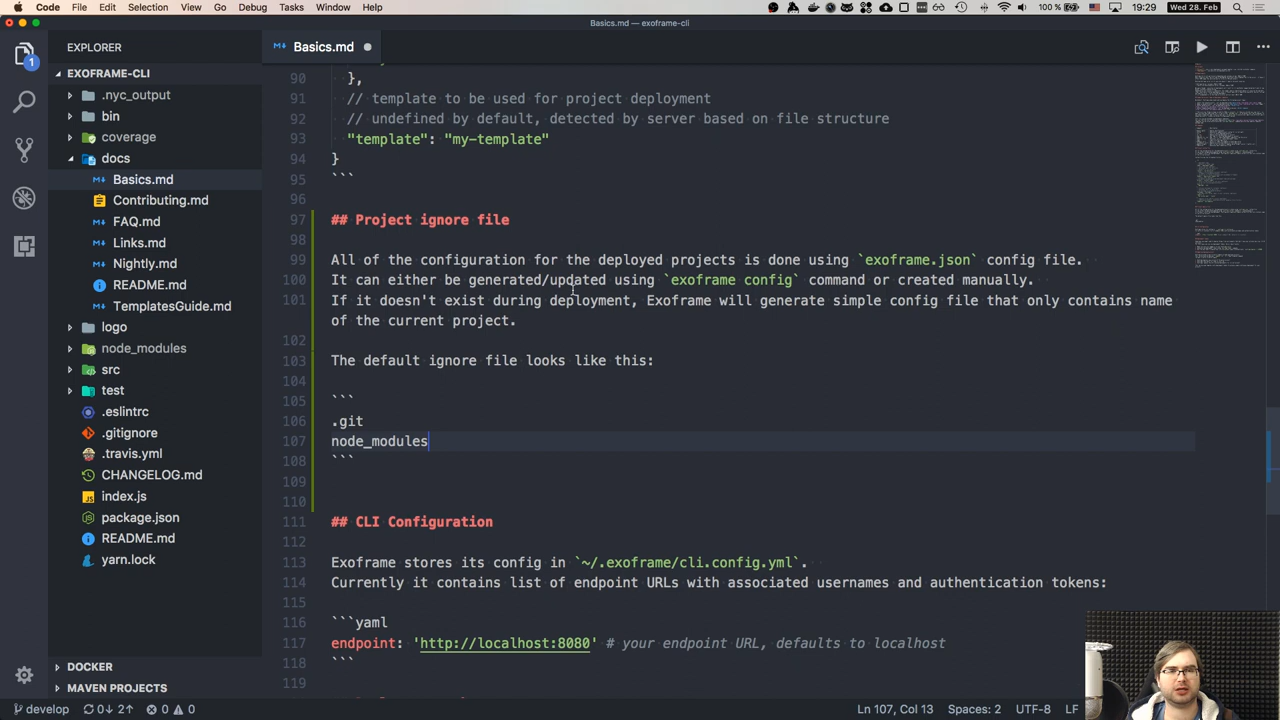 Code File Edit Selection View Go Debug Tasks Window Help 100 % 19:29 Wed 28. Feb
Basics.md — exoframe-cli
EXPLORER
EXOFRAME-CLI
.nyc_output
bin
coverage
docs
Basics.md
Contributing.md
FAQ.md
Links.md
Nightly.md
README.md
TemplatesGuide.md
logo
node_modules
src
test
.eslintrc
.gitignore
.travis.yml
CHANGELOG.md
index.js
package.json
README.md
yarn.lock
DOCKER
MAVEN PROJECTS
1
Basics.md
90 },
91 // template to be used for project deployment
92 // undefined by default, detected by server based on file structure
93 "template": "my-template"
94 }
95 ```
96
97 ## Project ignore file
98
99 All of the configuration of the deployed projects is done using `exoframe.json` config file.
100 It can either be generated/updated using `exoframe config` command or created manually.
101 If it doesn't exist during deployment, Exoframe will generate simple config file that only contains name
of the current project.
102
103 The default ignore file looks like this:
104
105 ```
106 .git
107 node_modules
108 ```
109
110
111 ## CLI Configuration
112
113 Exoframe stores its config in `~/.exoframe/cli.config.yml`.
114 Currently it contains list of endpoint URLs with associated usernames and authentication tokens:
115
116 ```yaml
117 endpoint: 'http://localhost:8080' # your endpoint URL, defaults to localhost
118 ```
119
develop 0↓ 2↑ 0 0 Ln 107, Col 13 UTF-8 LF